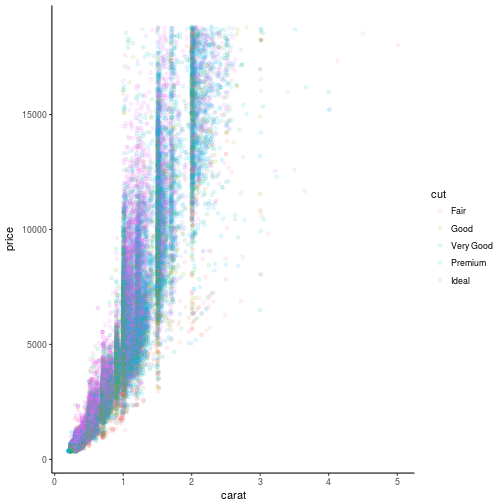 price
15000
10000
5000
0
0 1 2 3 4 5
carat
cut
Fair
Good
Very Good
Premium
Ideal